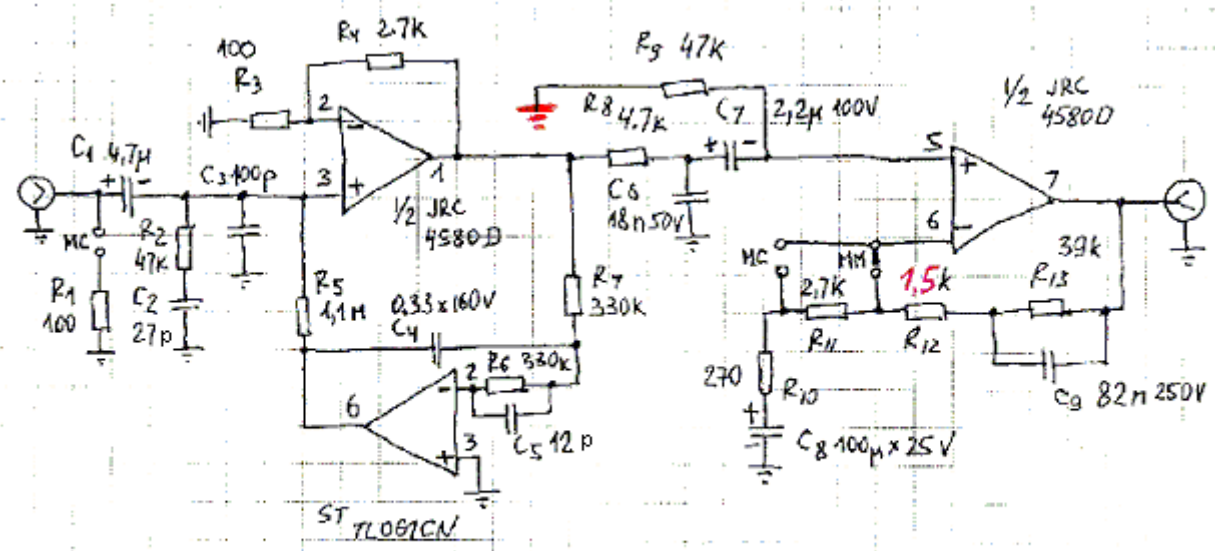 100
R3
R4 2.7K
2
3
1
1/2 JRC
4580D
C1 4,7µ
+ -
C3 100p
MC
R2
47K
R1
100
C2
27p
R5
1,1M
0,33x160V
C4
R7
330K
R6 330k
2
6
3
C5 12p
ST TL061CN
R9 47K
R8 4.7k
C7
2,2µ 100V
+ -
C6
18n 50V
1/2 JRC
4580D
5
6
7
MC
MM
2,7K
R11
1,5k
R12
39k
R13
C9 82n 250V
270
R10
+
C8 100µ x 25V